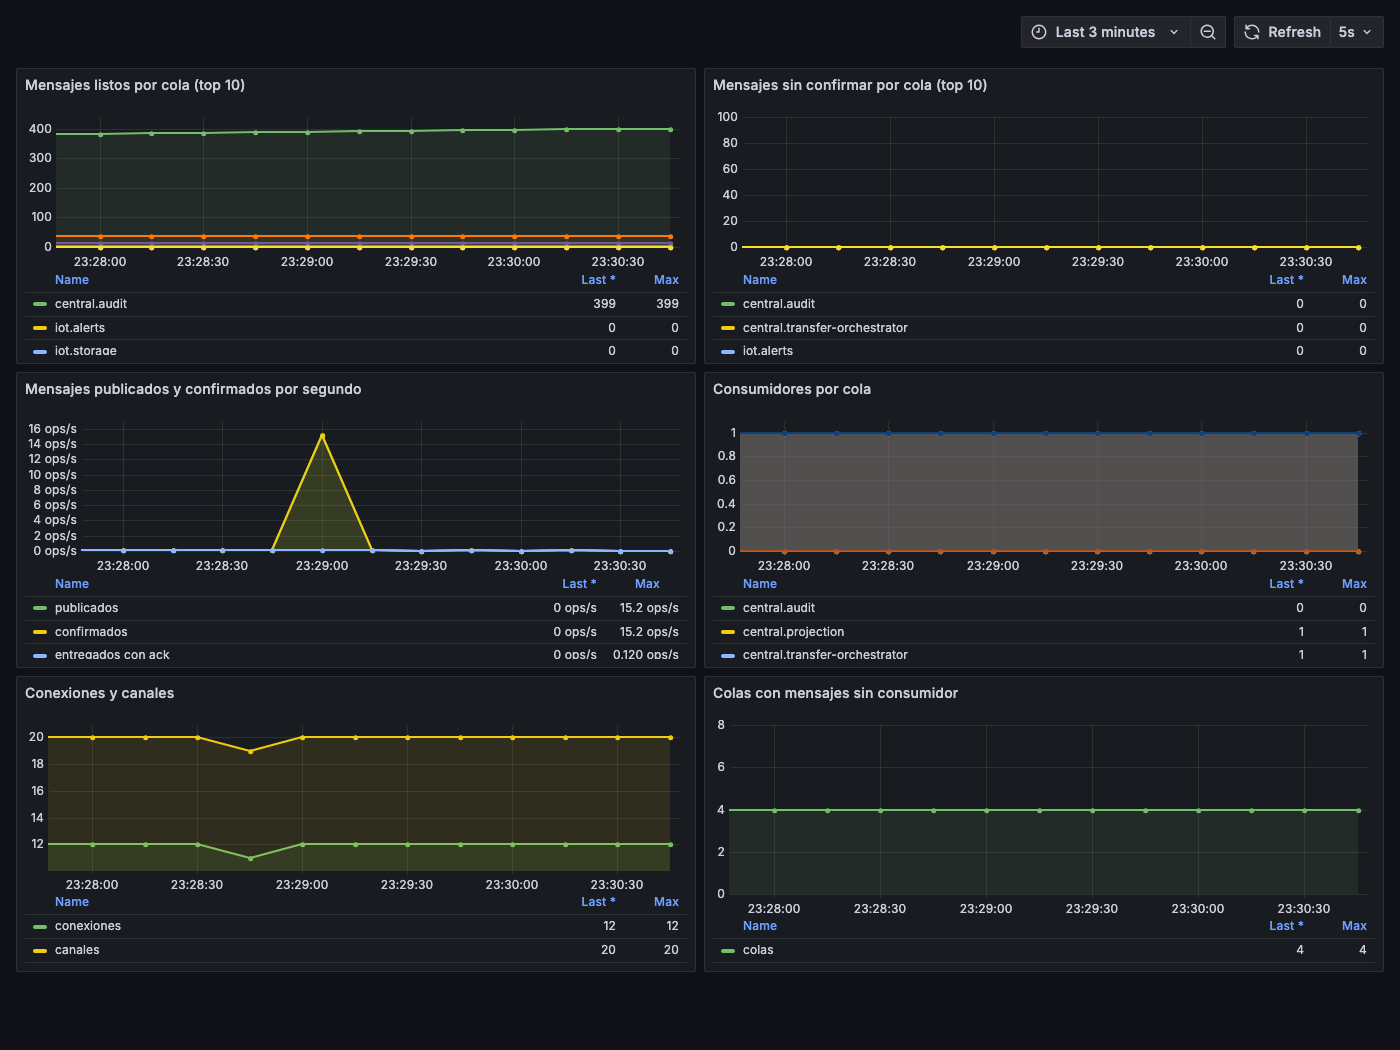 Last 3 minutes
Refresh
5s
Mensajes listos por cola (top 10)
400
300
200
100
0
23:28:00 23:28:30 23:29:00 23:29:30 23:30:00 23:30:30
Name Last * Max
central.audit 399 399
iot.alerts 0 0
iot.storage 0 0
Mensajes sin confirmar por cola (top 10)
100
80
60
40
20
0
23:28:00 23:28:30 23:29:00 23:29:30 23:30:00 23:30:30
Name Last * Max
central.audit 0 0
central.transfer-orchestrator 0 0
iot.alerts 0 0
Mensajes publicados y confirmados por segundo
16 ops/s
14 ops/s
12 ops/s
10 ops/s
8 ops/s
6 ops/s
4 ops/s
2 ops/s
0 ops/s
23:28:00 23:28:30 23:29:00 23:29:30 23:30:00 23:30:30
Name Last * Max
publicados 0 ops/s 15.2 ops/s
confirmados 0 ops/s 15.2 ops/s
entregados con ack 0 ops/s 0.120 ops/s
Consumidores por cola
1
0.8
0.6
0.4
0.2
0
23:28:00 23:28:30 23:29:00 23:29:30 23:30:00 23:30:30
Name Last * Max
central.audit 0 0
central.projection 1 1
central.transfer-orchestrator 1 1
Conexiones y canales
20
18
16
14
12
23:28:00 23:28:30 23:29:00 23:29:30 23:30:00 23:30:30
Name Last * Max
conexiones 12 12
canales 20 20
Colas con mensajes sin consumidor
8
6
4
2
0
23:28:00 23:28:30 23:29:00 23:29:30 23:30:00 23:30:30
Name Last * Max
colas 4 4